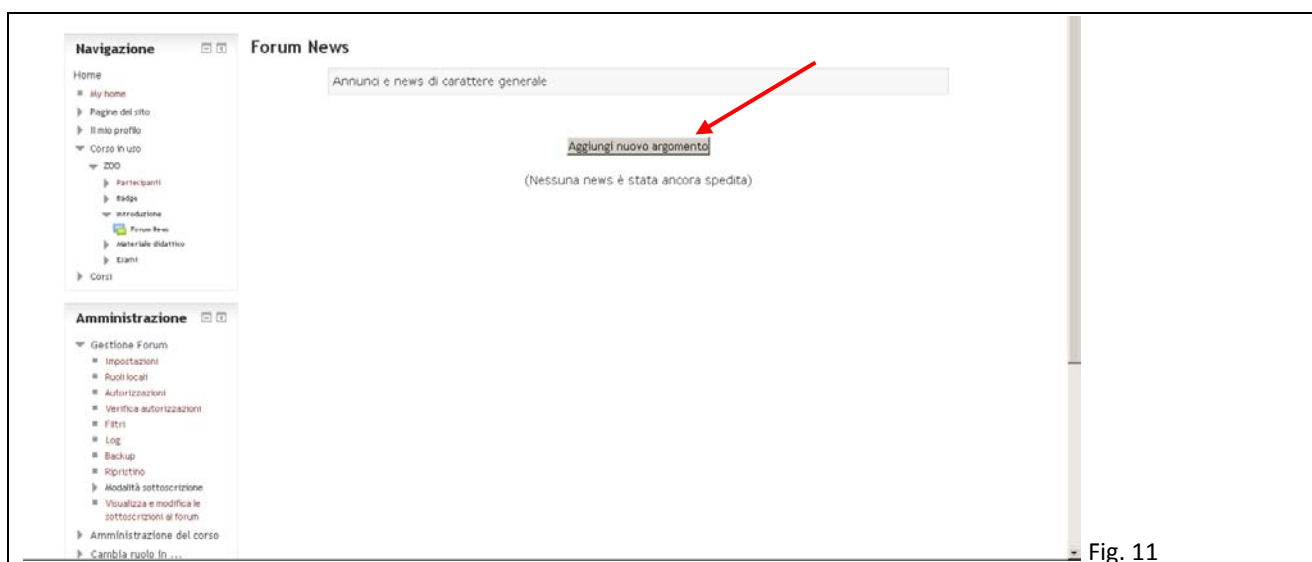 Navigazione
Home
My home
Pagine del sito
Il mio profilo
Corso in uso
ZOO
Partecipanti
Badge
Introduzione
Forum News
Materiale didattico
Esami
Corsi
Amministrazione
Gestione Forum
Impostazioni
Ruoli locali
Autorizzazioni
Verifica autorizzazioni
Filtri
Log
Backup
Ripristino
Modalità sottoscrizione
Visualizza e modifica le
sottoscrizioni al forum
Amministrazione del corso
Cambia ruolo in ...
Forum News
Annunci e news di carattere generale
Aggiungi nuovo argomento
(Nessuna news è stata ancora spedita)
Fig. 11